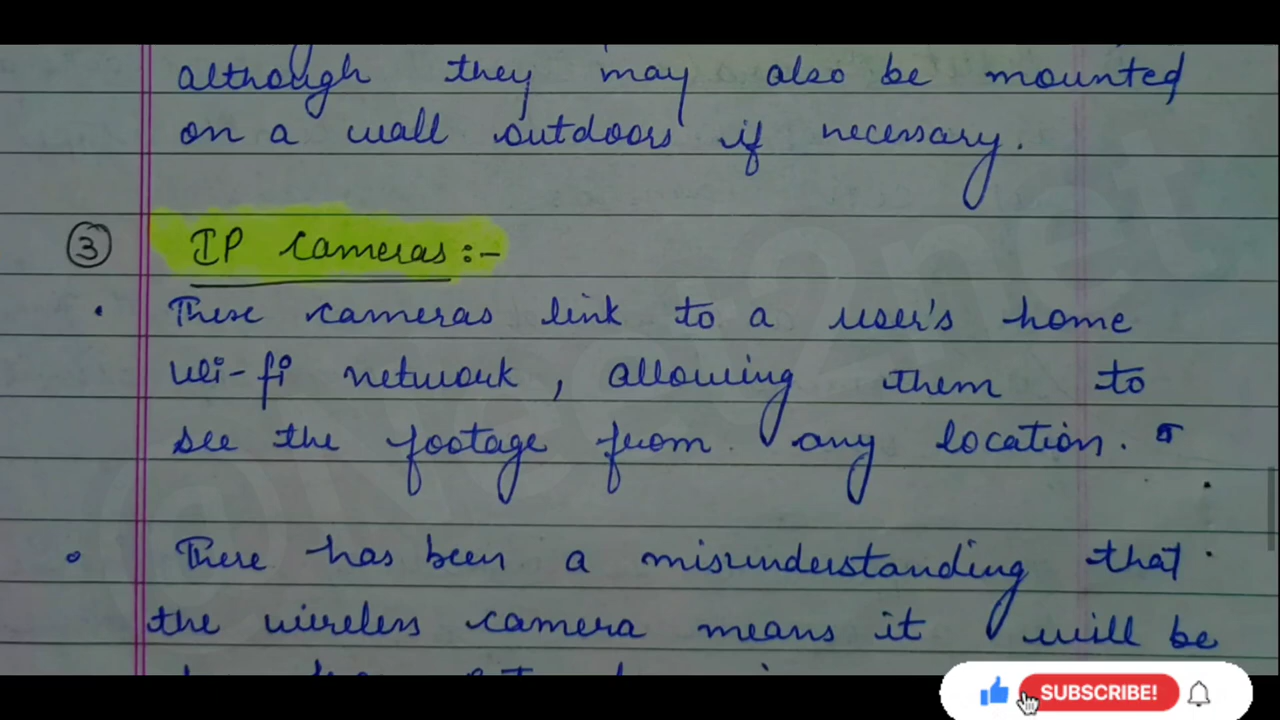 although they may also be mounted
on a wall outdoors if necessary.
③ IP cameras :-
• These cameras link to a user's home
Wi-fi network, allowing them to
see the footage from any location.
• There has been a misunderstanding that
the wireless camera means it will be
SUBSCRIBE!
@Neet2net